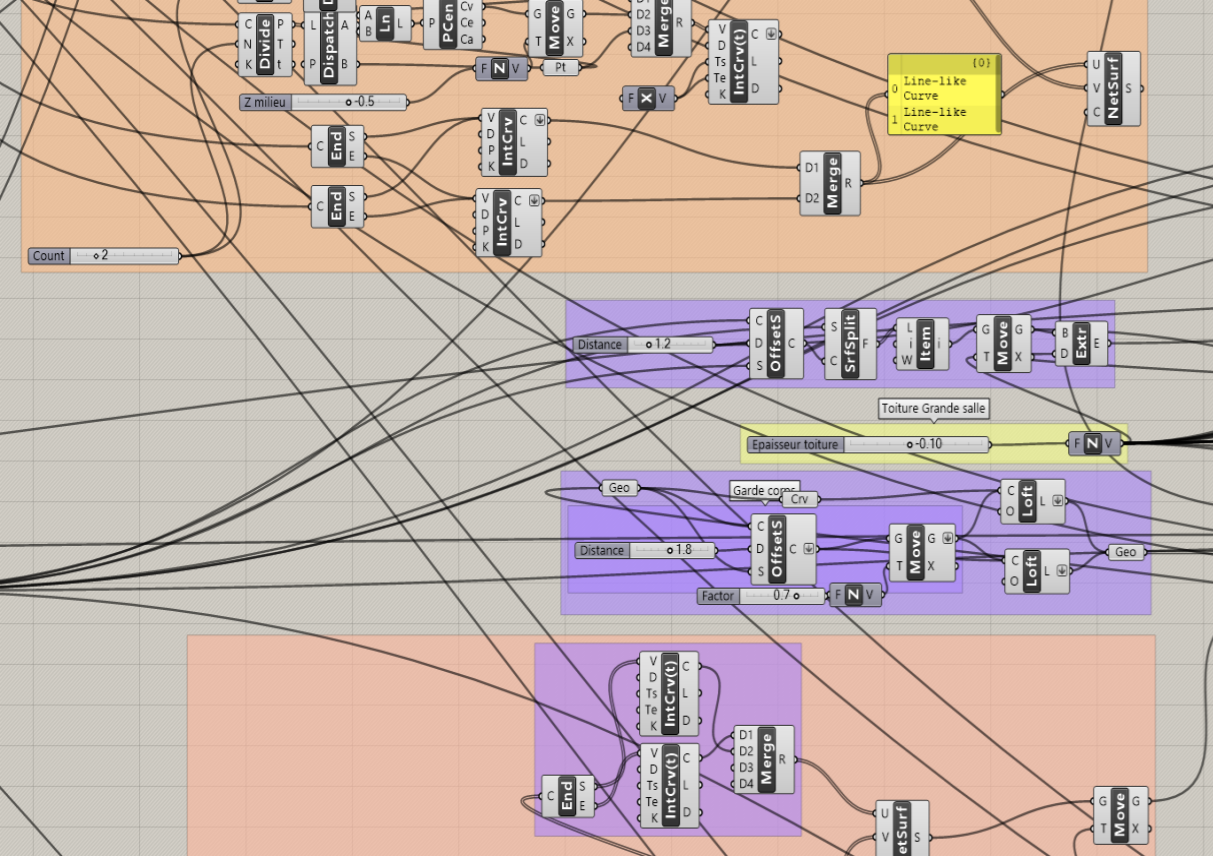 C N K Divide P T t
L P Dispatch A B
A B Ln L
P PCen Cv Ce Ca
G T Move G X
D1 D2 D3 D4 Merge R
V D Ts Te K IntCrv(t) C L D
F Z V
Pt
Z milieu -0.5
F X V
{0}
0 Line-like Curve
1 Line-like Curve
U V C NetSurf S
C End S E
V D P K IntCrv C L D
D1 D2 Merge R
C End S E
V D P K IntCrv C L D
Count 2
Distance 1.2
C D S OffsetS C
S C SrfSplit F
L i W Item i
G T Move G X
B D Extr E
Toiture Grande salle
Epaisseur toiture -0.10
F Z V
Geo
Garde corps
Crv
C O Loft L
Distance 1.8
C D S OffsetS C
G T Move G X
C O Loft L
Geo
Factor 0.7
F Z V
V D Ts Te K IntCrv(t) C L D
V D Ts Te K IntCrv(t) C L D
D1 D2 D3 D4 Merge R
C End S E
U V etSurf S
G T Move G X